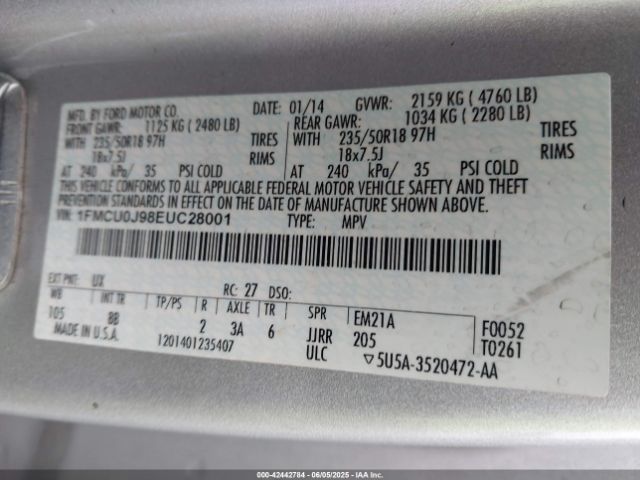 MFD. BY FORD MOTOR CO. DATE: 01/14 GVWR: 2159 KG ( 4760 LB)
FRONT GAWR: 1125 KG ( 2480 LB) REAR GAWR: 1034 KG ( 2280 LB)
WITH 235/50R18 97H TIRES WITH 235/50R18 97H TIRES
18x7.5J RIMS 18x7.5J RIMS
AT 240 kPa/ 35 PSI COLD AT 240 kPa/ 35 PSI COLD
THIS VEHICLE CONFORMS TO ALL APPLICABLE FEDERAL MOTOR VEHICLE SAFETY AND THEFT
PREVENTION STANDARDS IN EFFECT ON THE DATE OF MANUFACTURE SHOWN ABOVE.
VIN: 1FMCU0J98EUC28001 TYPE: MPV
EXT PNT: UX RC: 27 DSO:
WB INT TR TP/PS R AXLE TR SPR EM21A F0052
105 BB 2 3A 6 JJRR 205 T0261
MADE IN U.S.A. 1201401235407 ULC ▽5U5A-3520472-AA
000-42442784 | 06/05/2025 | IAA Inc.